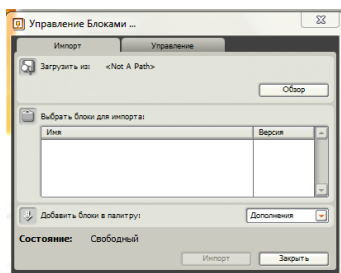 Управление Блоками ...
Импорт Управление
Загрузить из: <Not A Path>
Обзор
Выбрать блоки для импорта:
Имя Версия
Добавить блоки в палитру: Дополнения
Состояние: Свободный
Импорт Закрыть